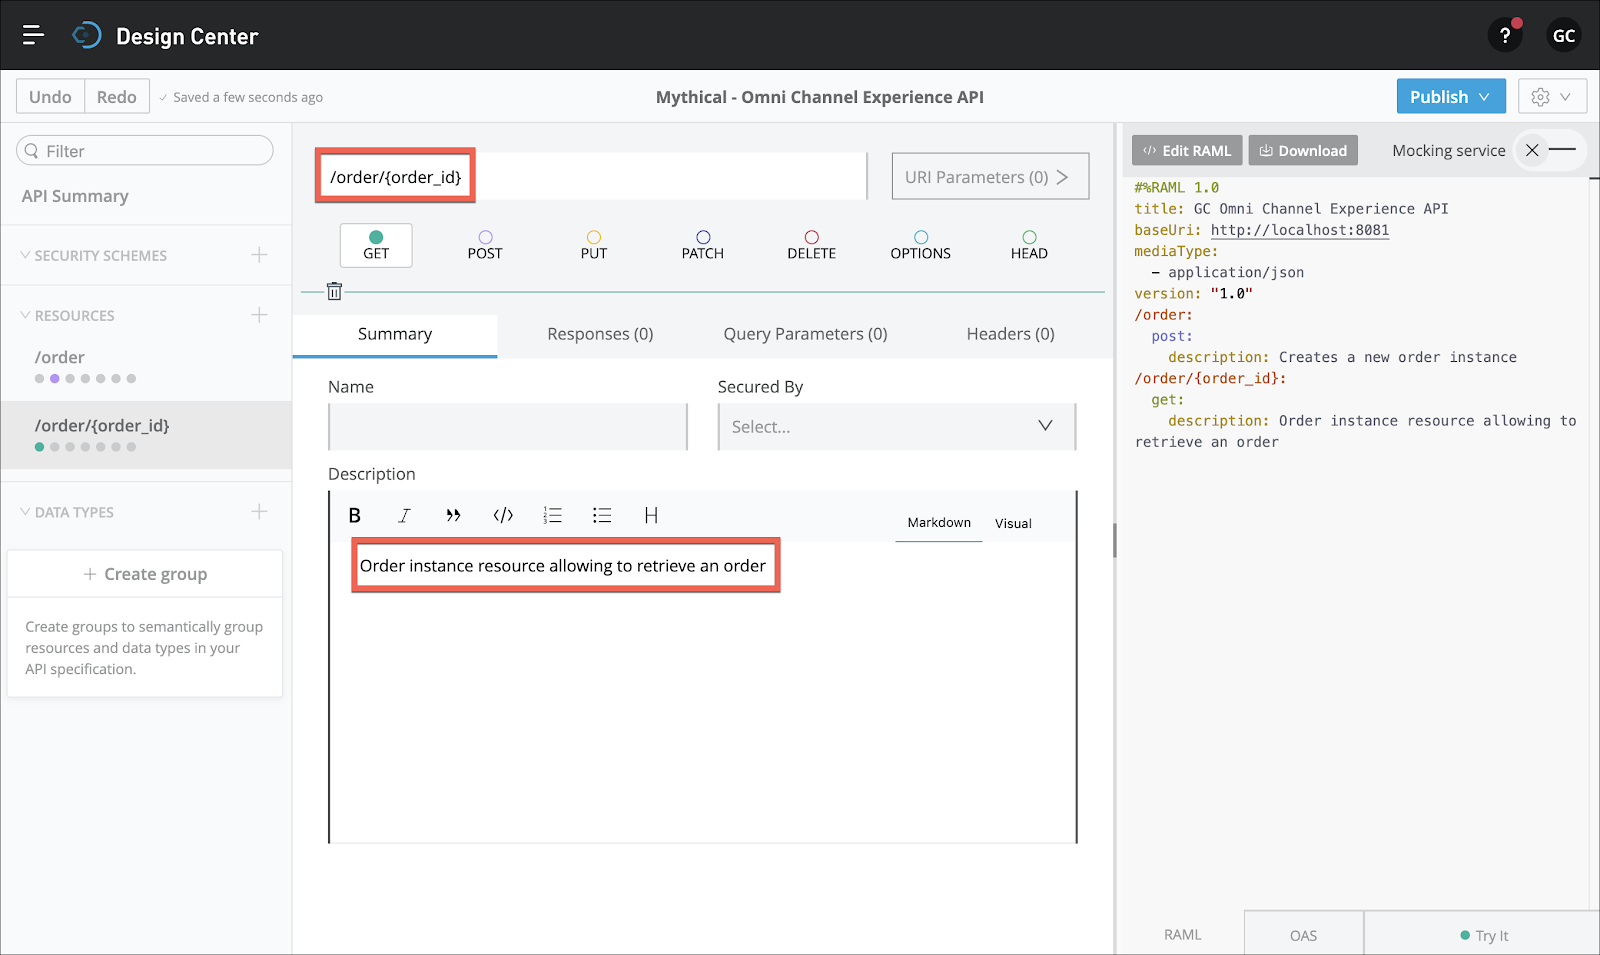 Design Center
?
GC
Undo
Redo
✓ Saved a few seconds ago
Mythical - Omni Channel Experience API
Publish
Filter
API Summary
SECURITY SCHEMES
RESOURCES
/order
/order/{order_id}
DATA TYPES
+ Create group
Create groups to semantically group
resources and data types in your
API specification.
/order/{order_id}
URI Parameters (0) >
GET
POST
PUT
PATCH
DELETE
OPTIONS
HEAD
Summary
Responses (0)
Query Parameters (0)
Headers (0)
Name
Secured By
Select...
Description
B
I
</>
H
Markdown
Visual
Order instance resource allowing to retrieve an order
</> Edit RAML
Download
Mocking service
#%RAML 1.0
title: GC Omni Channel Experience API
baseUri: http://localhost:8081
mediaType:
- application/json
version: "1.0"
/order:
post:
description: Creates a new order instance
/order/{order_id}:
get:
description: Order instance resource allowing to
retrieve an order
RAML
OAS
Try It